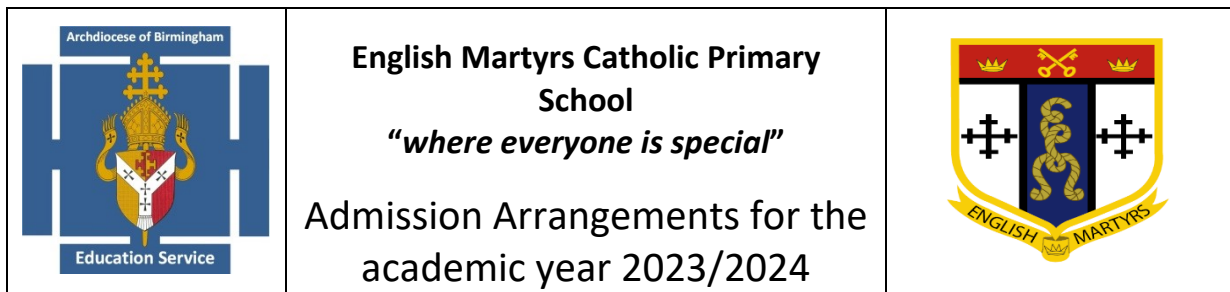 Archdiocese of Birmingham
Education Service
English Martyrs Catholic Primary
School
“where everyone is special”
Admission Arrangements for the
academic year 2023/2024
ENGLISH MARTYRS